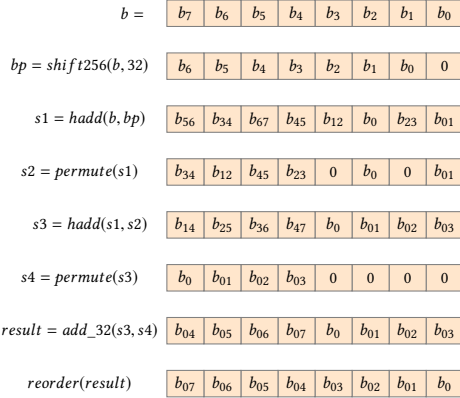 b = b₇ b₆ b₅ b₄ b₃ b₂ b₁ b₀
bp = shift256(b, 32) b₆ b₅ b₄ b₃ b₂ b₁ b₀ 0
s1 = hadd(b, bp) b₅₆ b₃₄ b₆₇ b₄₅ b₁₂ b₀ b₂₃ b₀₁
s2 = permute(s1) b₃₄ b₁₂ b₄₅ b₂₃ 0 b₀ 0 b₀₁
s3 = hadd(s1, s2) b₁₄ b₂₅ b₃₆ b₄₇ b₀ b₀₁ b₀₂ b₀₃
s4 = permute(s3) b₀ b₀₁ b₀₂ b₀₃ 0 0 0 0
result = add_32(s3, s4) b₀₄ b₀₅ b₀₆ b₀₇ b₀ b₀₁ b₀₂ b₀₃
reorder(result) b₀₇ b₀₆ b₀₅ b₀₄ b₀₃ b₀₂ b₀₁ b₀